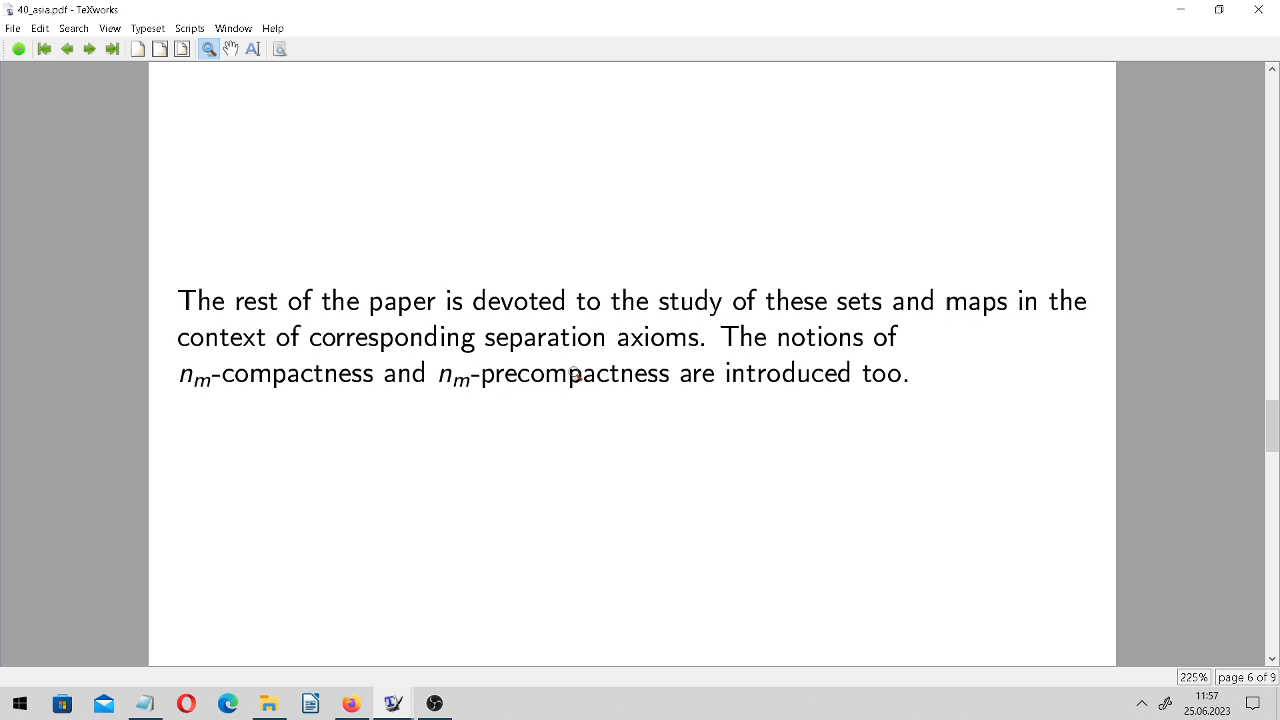 40_asia.pdf - TeXworks
File Edit Search View Typeset Scripts Window Help
The rest of the paper is devoted to the study of these sets and maps in the
context of corresponding separation axioms. The notions of
nₘ-compactness and nₘ-precompactness are introduced too.
225% page 6 of 9
11:57
25.06.2023